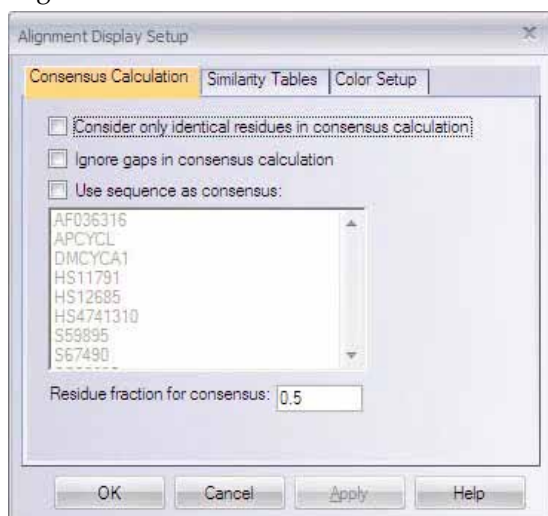 Alignment Display Setup
Consensus Calculation Similarity Tables Color Setup
Consider only identical residues in consensus calculation
Ignore gaps in consensus calculation
Use sequence as consensus:
AF036316
APCYCL
DMCYCA1
HS11791
HS12685
HS4741310
S59895
S67490
Residue fraction for consensus: 0.5
OK Cancel Apply Help